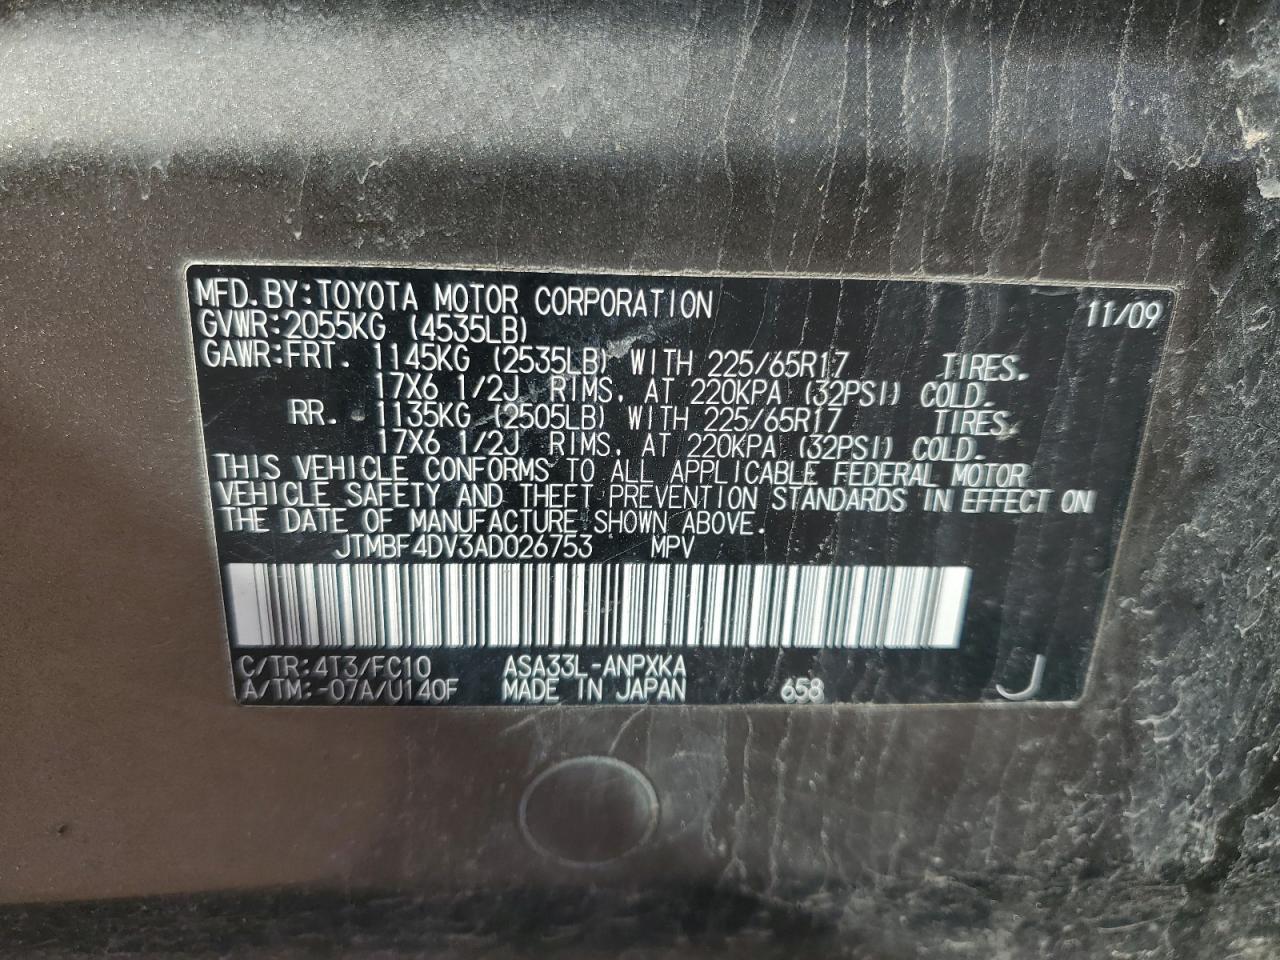 MFD.BY:TOYOTA MOTOR CORPORATION 11/09
GVWR:2055KG (4535LB)
GAWR:FRT. 1145KG (2535LB) WITH 225/65R17 TIRES.
17X6 1/2J RIMS. AT 220KPA (32PSI) COLD.
RR. 1135KG (2505LB) WITH 225/65R17 TIRES.
17X6 1/2J RIMS. AT 220KPA (32PSI) COLD.
THIS VEHICLE CONFORMS TO ALL APPLICABLE FEDERAL MOTOR
VEHICLE SAFETY AND THEFT PREVENTION STANDARDS IN EFFECT ON
THE DATE OF MANUFACTURE SHOWN ABOVE.
JTMBF4DV3AD026753 MPV
C/TR:4T3/FC10 ASA33L-ANPXKA
A/TM:-07A/U140F MADE IN JAPAN 658 J